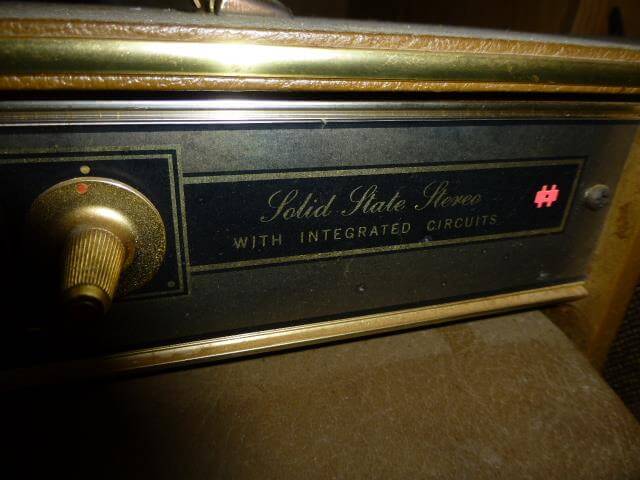 Solid State Stereo
WITH INTEGRATED CIRCUITS